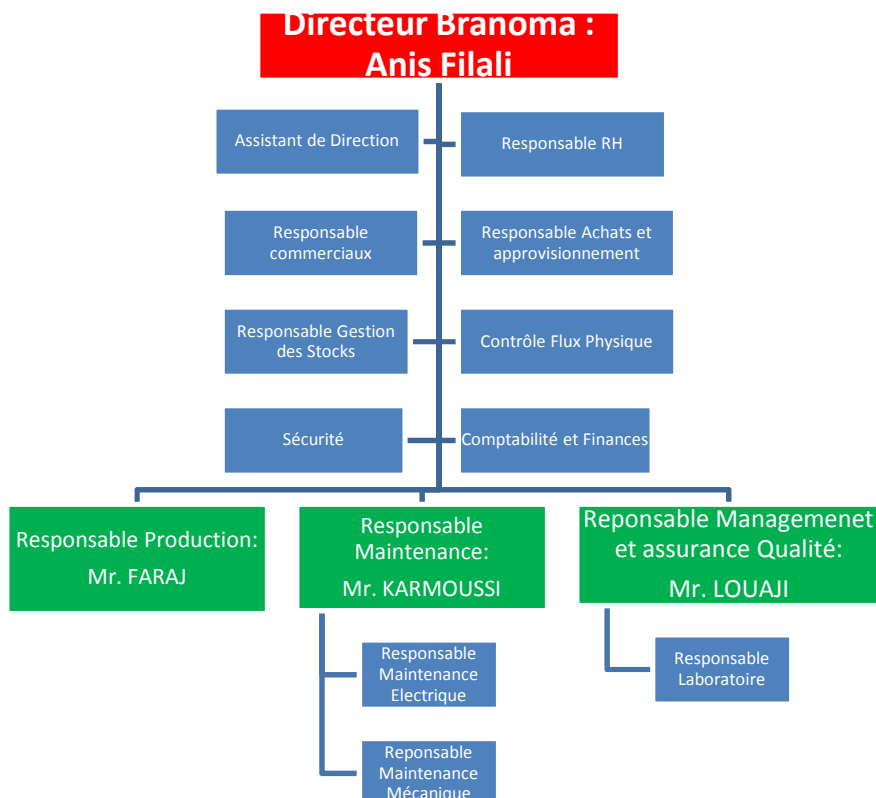 Directeur Branoma :
Anis Filali
Assistant de Direction
Responsable RH
Responsable
commerciaux
Responsable Achats et
approvisionnement
Responsable Gestion
des Stocks
Contrôle Flux Physique
Sécurité
Comptabilité et Finances
Responsable Production:
Mr. FARAJ
Responsable
Maintenance:
Mr. KARMOUSSI
Reponsable Managemenet
et assurance Qualité:
Mr. LOUAJI
Responsable
Maintenance
Electrique
Responsable
Laboratoire
Reponsable
Maintenance
Mécanique